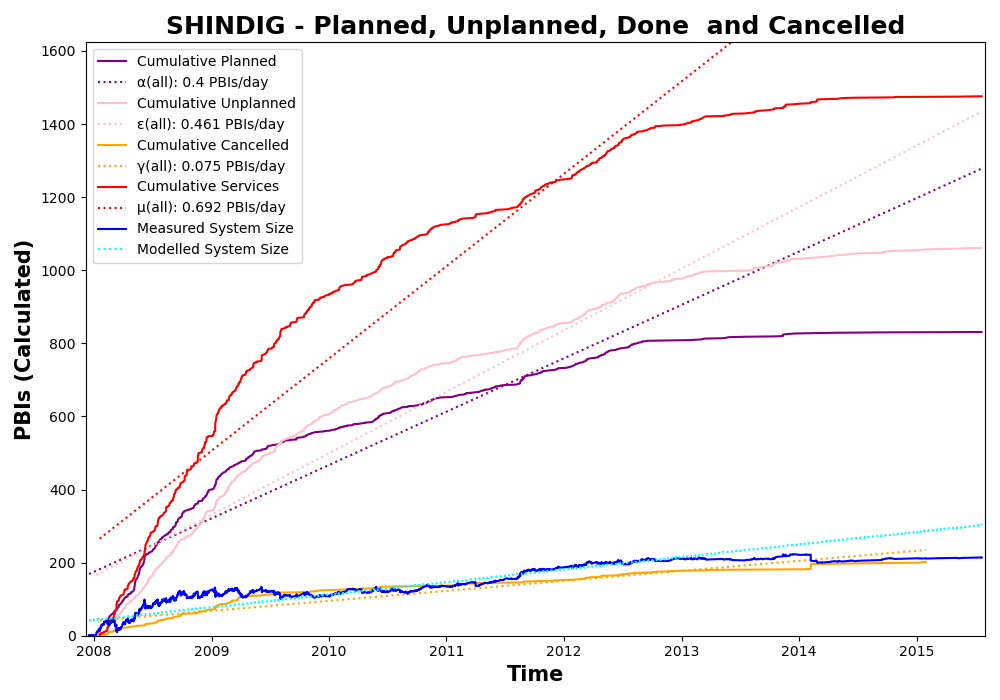 SHINDIG - Planned, Unplanned, Done  and Cancelled
PBIs (Calculated)
1600
1400
1200
1000
800
600
400
200
0
Cumulative Planned
α(all): 0.4 PBIs/day
Cumulative Unplanned
ε(all): 0.461 PBIs/day
Cumulative Cancelled
γ(all): 0.075 PBIs/day
Cumulative Services
μ(all): 0.692 PBIs/day
Measured System Size
Modelled System Size
2008 2009 2010 2011 2012 2013 2014 2015
Time